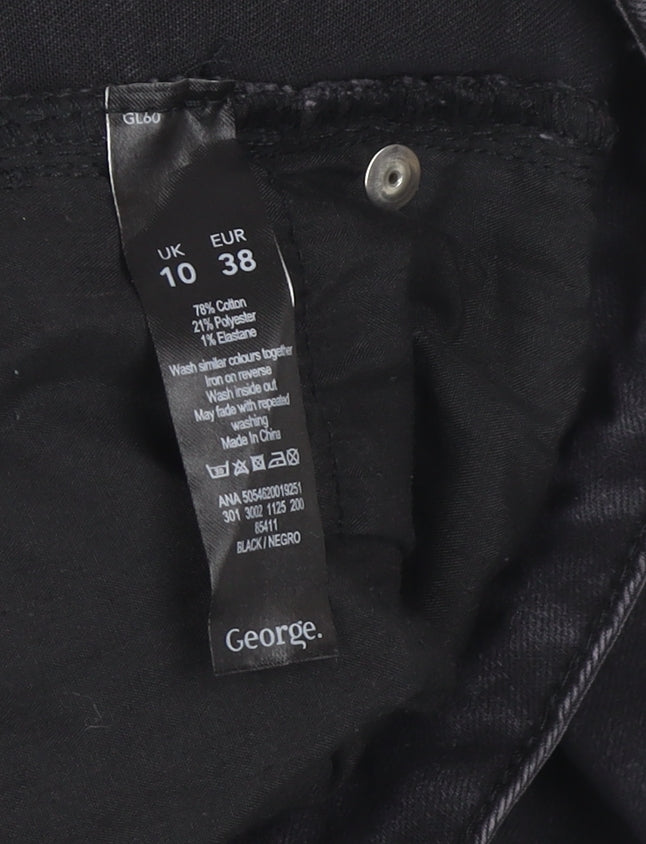 GL60
UK EUR
10 38
78% Cotton
21% Polyester
1% Elastane
Wash similar colours together
Iron on reverse
Wash inside out
May fade with repeated
washing
Made In China
ANA 5054620019251
301 3002 1125 200
65411
BLACK / NEGRO
George.